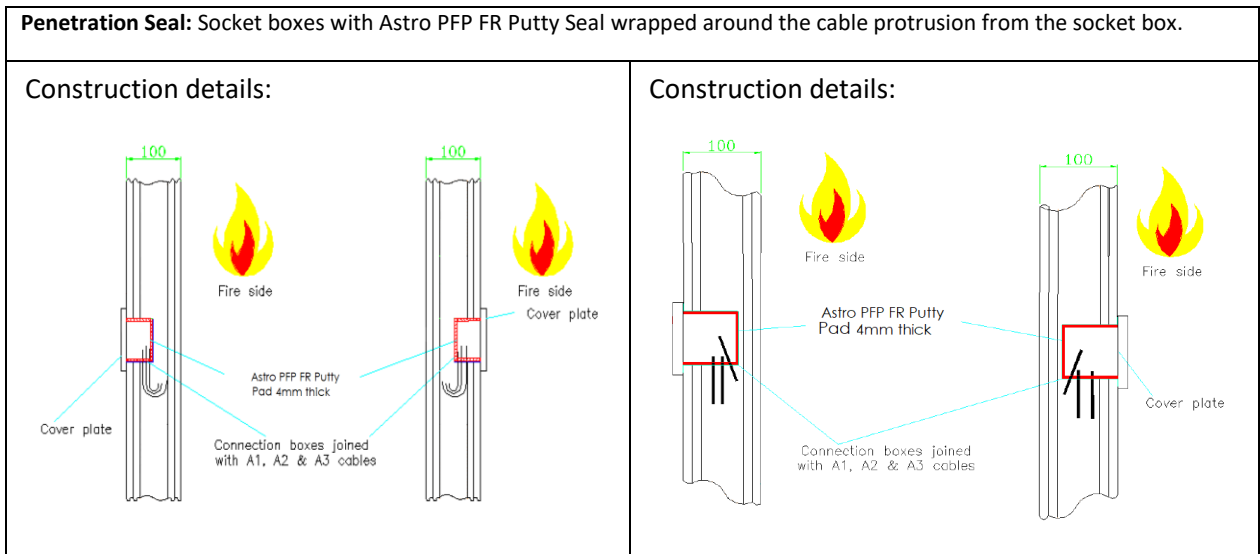 Penetration Seal: Socket boxes with Astro PFP FR Putty Seal wrapped around the cable protrusion from the socket box.
Construction details:
100
100
Fire side
Fire side
Cover plate
Astro PFP FR Putty
Pad 4mm thick
Cover plate
Connection boxes joined
with A1, A2 & A3 cables
Construction details:
100
100
Fire side
Fire side
Astro PFP FR Putty
Pad 4mm thick
Cover plate
Connection boxes joined
with A1, A2 & A3 cables